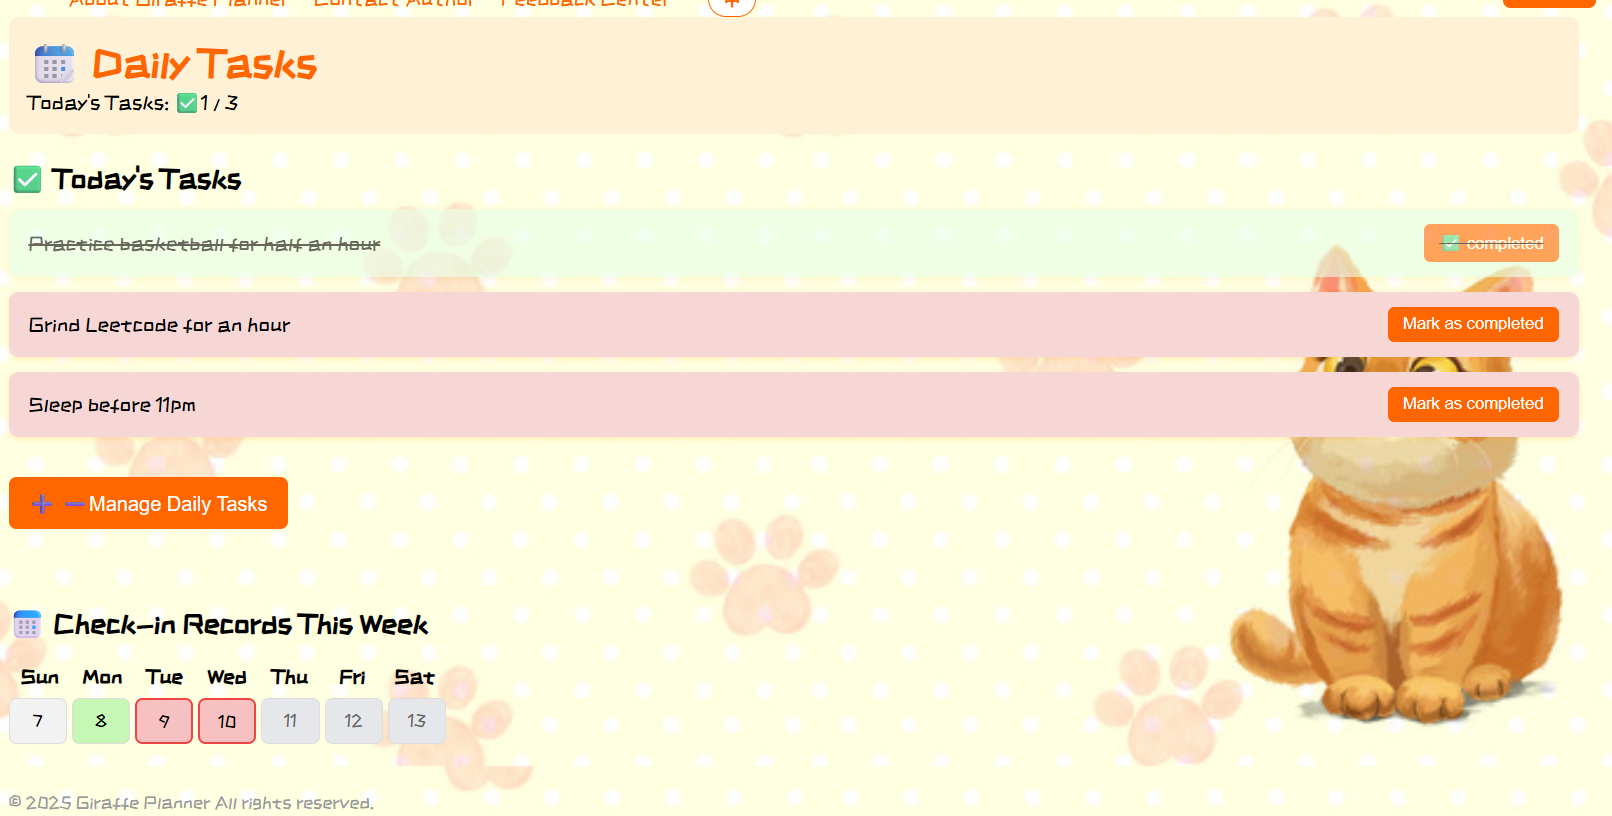 About Giraffe Planner Contact Author Feedback Center +
Daily Tasks
Today's Tasks: ✅1 / 3
✅ Today's Tasks
Practice basketball for half an hour
✅ completed
Grind Leetcode for an hour
Mark as completed
Sleep before 11pm
Mark as completed
➕ ➖Manage Daily Tasks
Check-in Records This Week
Sun Mon Tue Wed Thu Fri Sat
7 8 9 10 11 12 13
© 2025 Giraffe Planner All rights reserved.